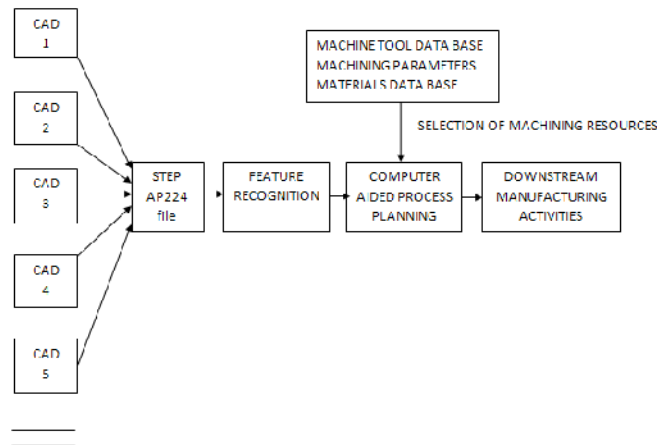 CAD
1
CAD
2
CAD
3
CAD
4
CAD
5
STEP
AP224
file
FEATURE
RECOGNITION
MACHINE TOOL DATA BASE
MACHINING PARAMETERS
MATERIALS DATA BASE
SELECTION OF MACHINING RESOURCES
COMPUTER
AIDED PROCESS
PLANNING
DOWNSTREAM
MANUFACTURING
ACTIVITIES